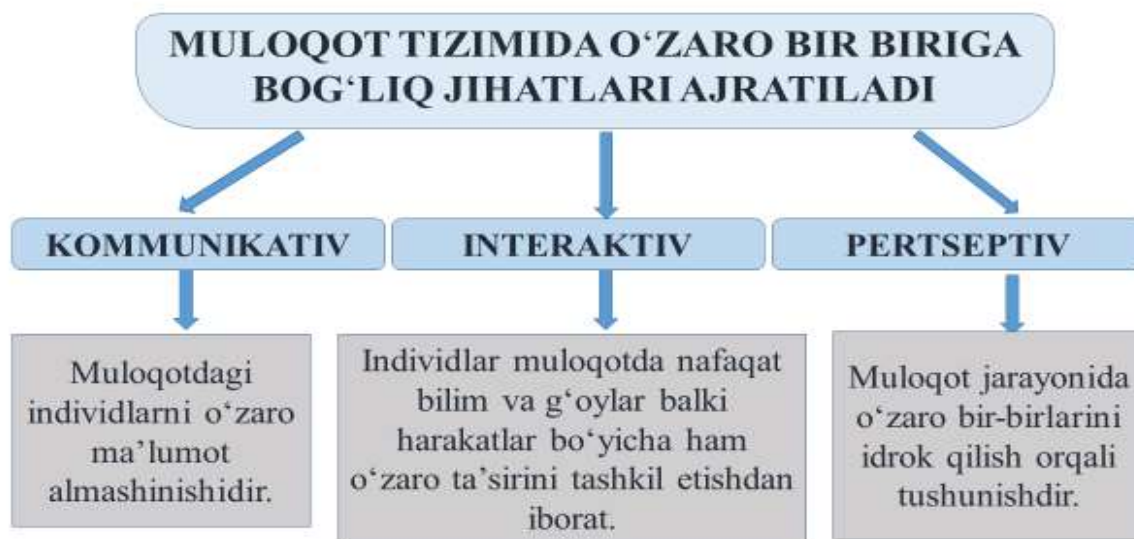 MULOQOT TIZIMIDA O‘ZARO BIR BIRIGA
BOG‘LIQ JIHATLARI AJRATILADI
KOMMUNIKATIV
INTERAKTIV
PERTSEPTIV
Muloqotdagi
individlarni o‘zaro
ma’lumot
almashinishidir.
Individlar muloqotda nafaqat
bilim va g‘oylar balki
harakatlar bo‘yicha ham
o‘zaro ta’sirini tashkil etishdan
iborat.
Muloqot jarayonida
o‘zaro bir-birlarini
idrok qilish orqali
tushunishdir.